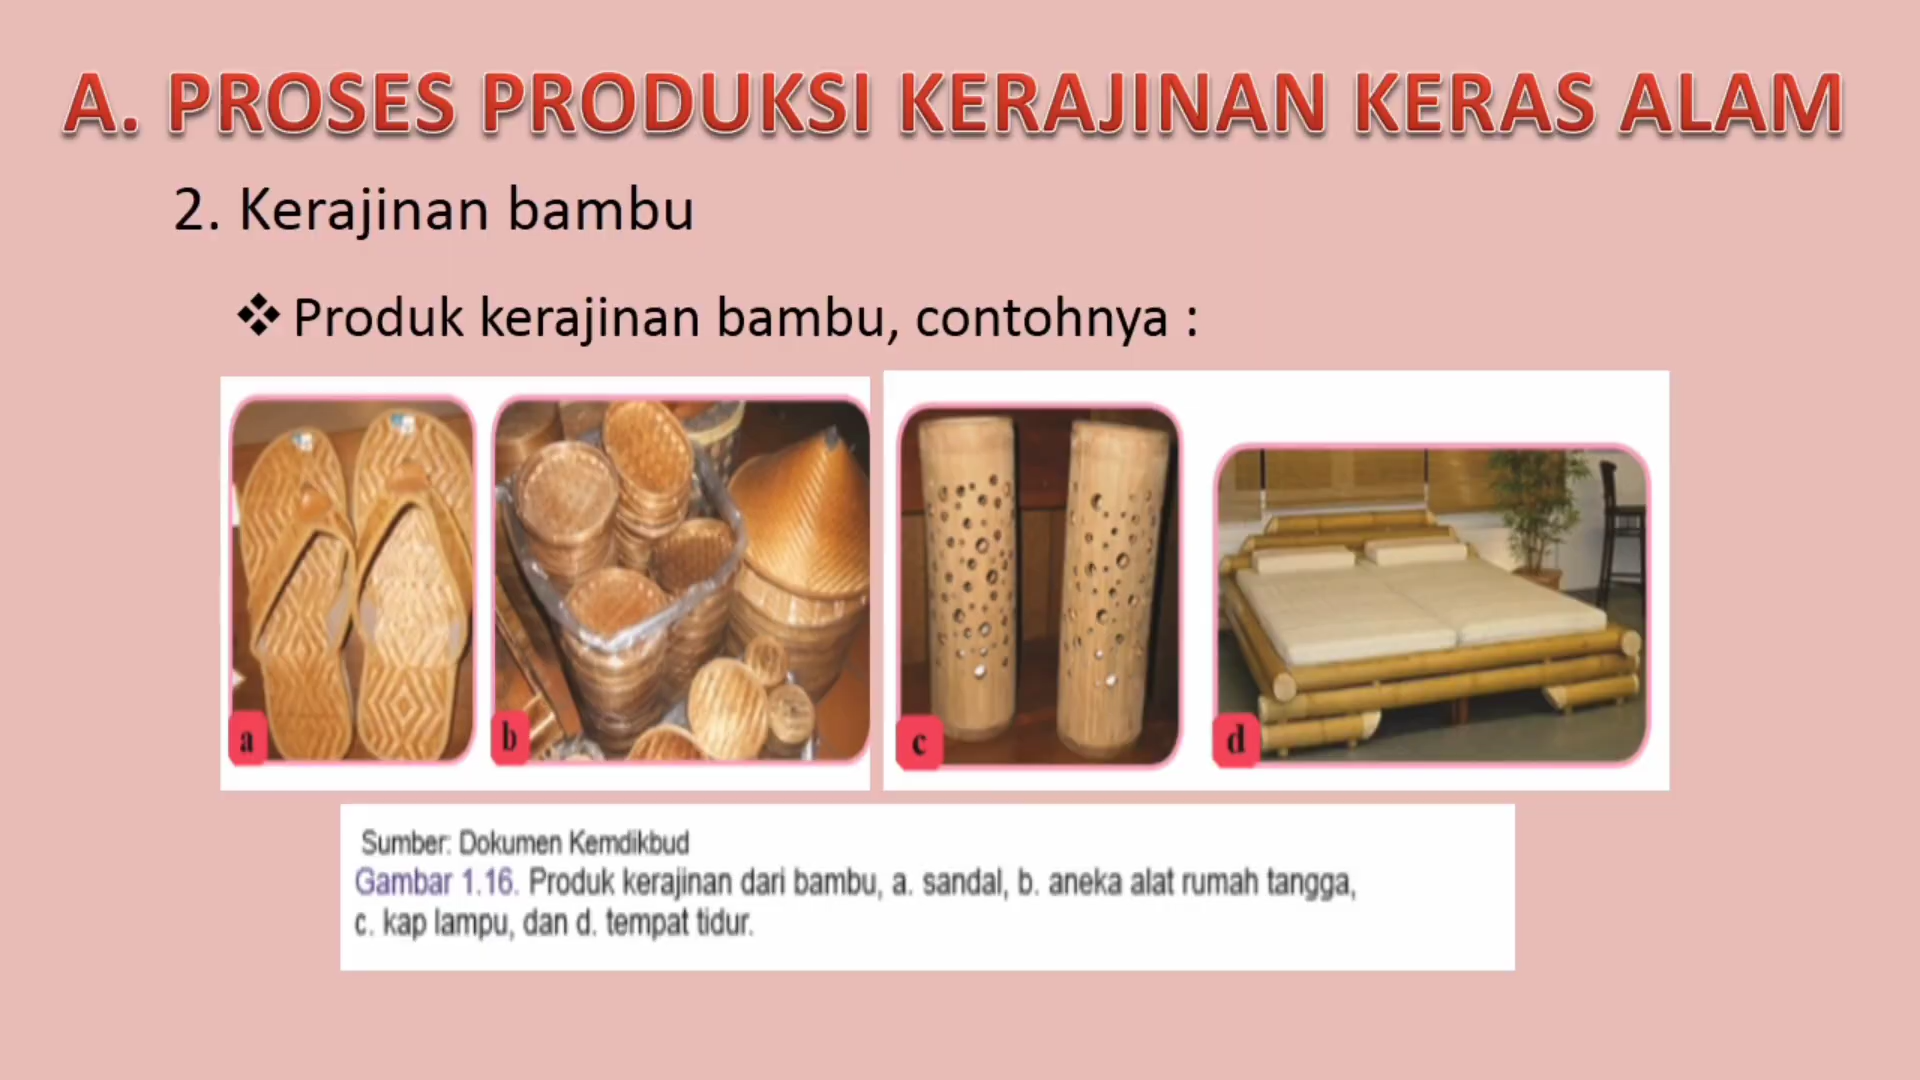 A. PROSES PRODUKSI KERAJINAN KERAS ALAM
2. Kerajinan bambu
❖ Produk kerajinan bambu, contohnya :
a
b
c
d
Sumber: Dokumen Kemdikbud
Gambar 1.16. Produk kerajinan dari bambu, a. sandal, b. aneka alat rumah tangga,
c. kap lampu, dan d. tempat tidur.